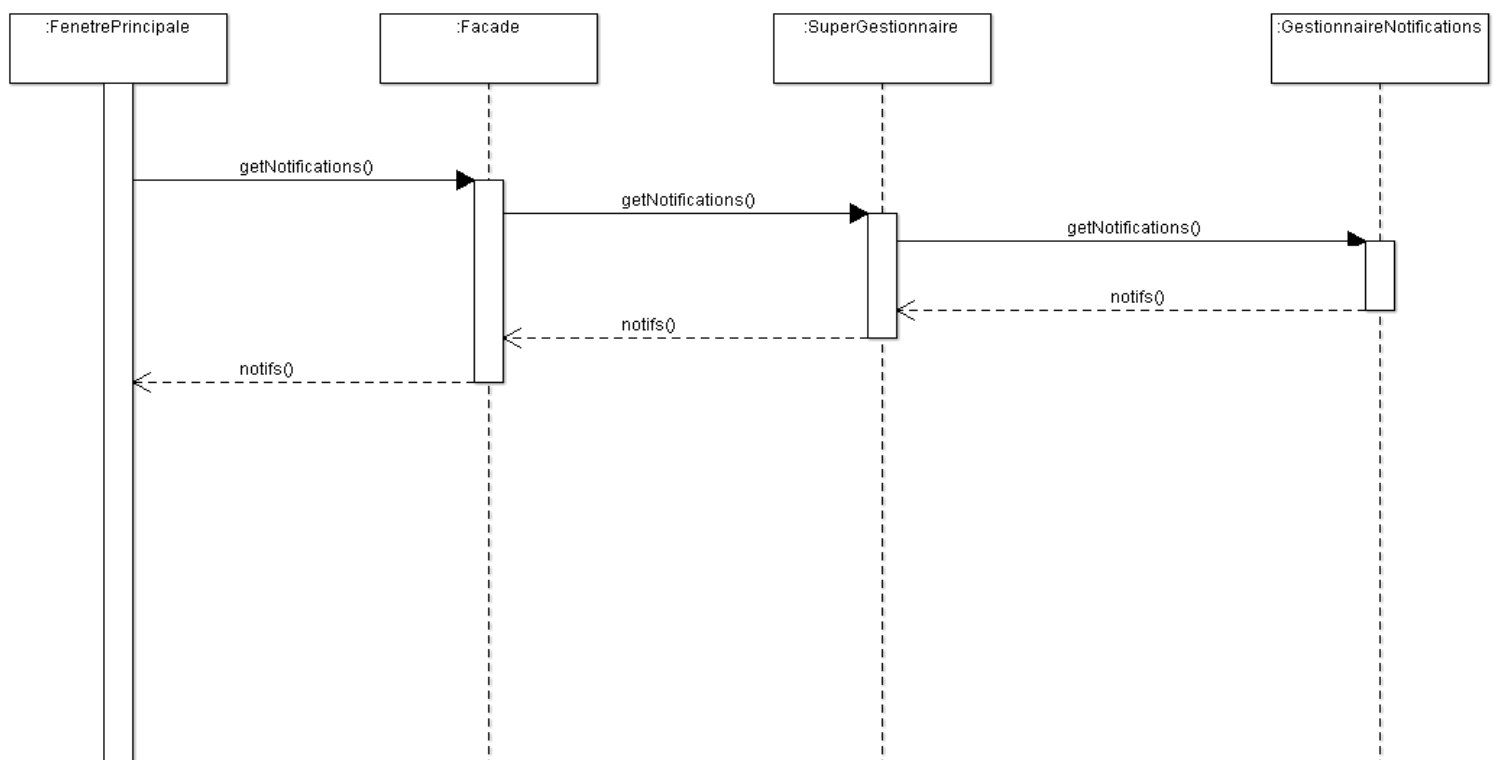 :FenetrePrincipale
:Facade
:SuperGestionnaire
:GestionnaireNotifications
getNotifications()
getNotifications()
getNotifications()
notifs()
notifs()
notifs()